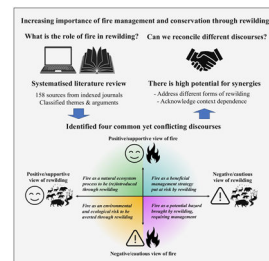 Increasing importance of fire management and conservation through rewilding
What is the role of fire in rewilding?
Can we reconcile different discourses?
Systematised literature review
158 sources from indexed journals
Classified themes & arguments
There is high potential for synergies
- Address different forms of rewilding
- Acknowledge context dependence
Identified four common yet conflicting discourses
Positive/supportive
view of fire
Positive/supportive
view of rewilding
Negative/cautious
view of rewilding
Fire as a natural ecosystem
process to be (re)introduced
through rewilding
Fire as a beneficial
management strategy
put at risk by rewilding
Fire as an environmental
and ecological risk to be
averted through rewilding
Fire as a potential hazard
brought by rewilding,
requiring management
Negative/cautious view of fire